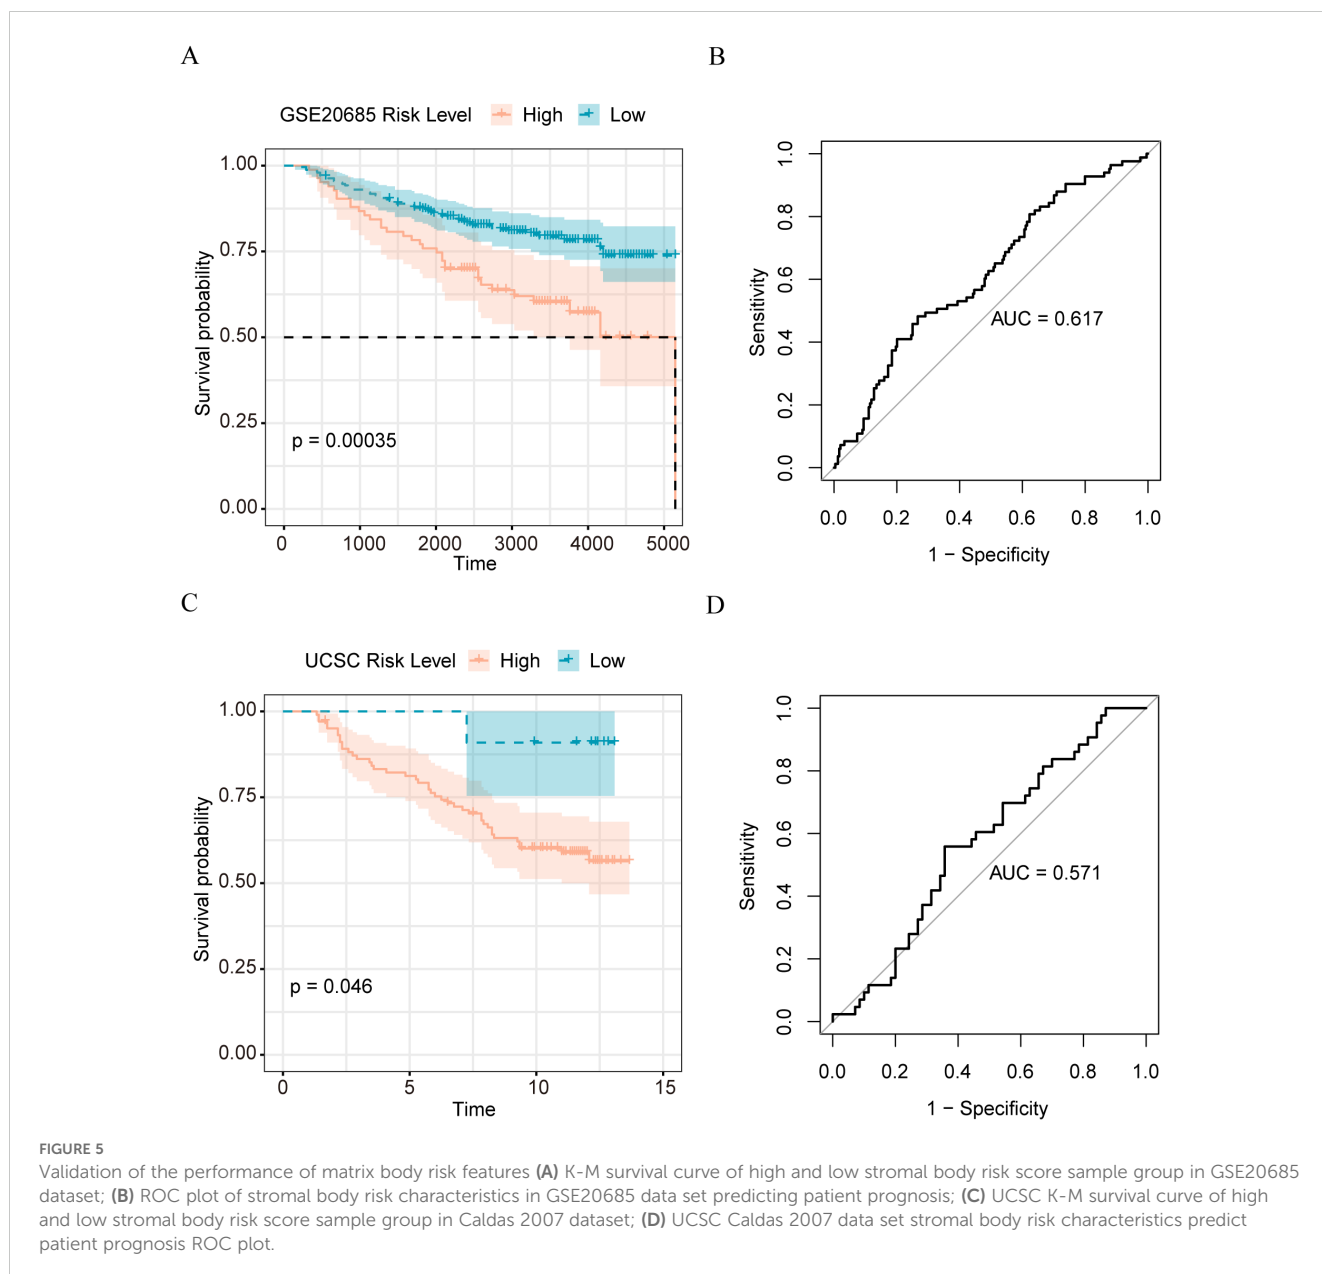 A
GSE20685 Risk Level High Low
Survival probability
1.00
0.75
0.50
0.25
0.00
p = 0.00035
0 1000 2000 3000 4000 5000
Time
B
Sensitivity
1.0
0.8
0.6
0.4
0.2
0.0
AUC = 0.617
0.0 0.2 0.4 0.6 0.8 1.0
1 − Specificity
C
UCSC Risk Level High Low
Survival probability
1.00
0.75
0.50
0.25
0.00
p = 0.046
0 5 10 15
Time
D
Sensitivity
1.0
0.8
0.6
0.4
0.2
0.0
AUC = 0.571
0.0 0.2 0.4 0.6 0.8 1.0
1 − Specificity
FIGURE 5
Validation of the performance of matrix body risk features (A) K-M survival curve of high and low stromal body risk score sample group in GSE20685
dataset; (B) ROC plot of stromal body risk characteristics in GSE20685 data set predicting patient prognosis; (C) UCSC K-M survival curve of high
and low stromal body risk score sample group in Caldas 2007 dataset; (D) UCSC Caldas 2007 data set stromal body risk characteristics predict
patient prognosis ROC plot.